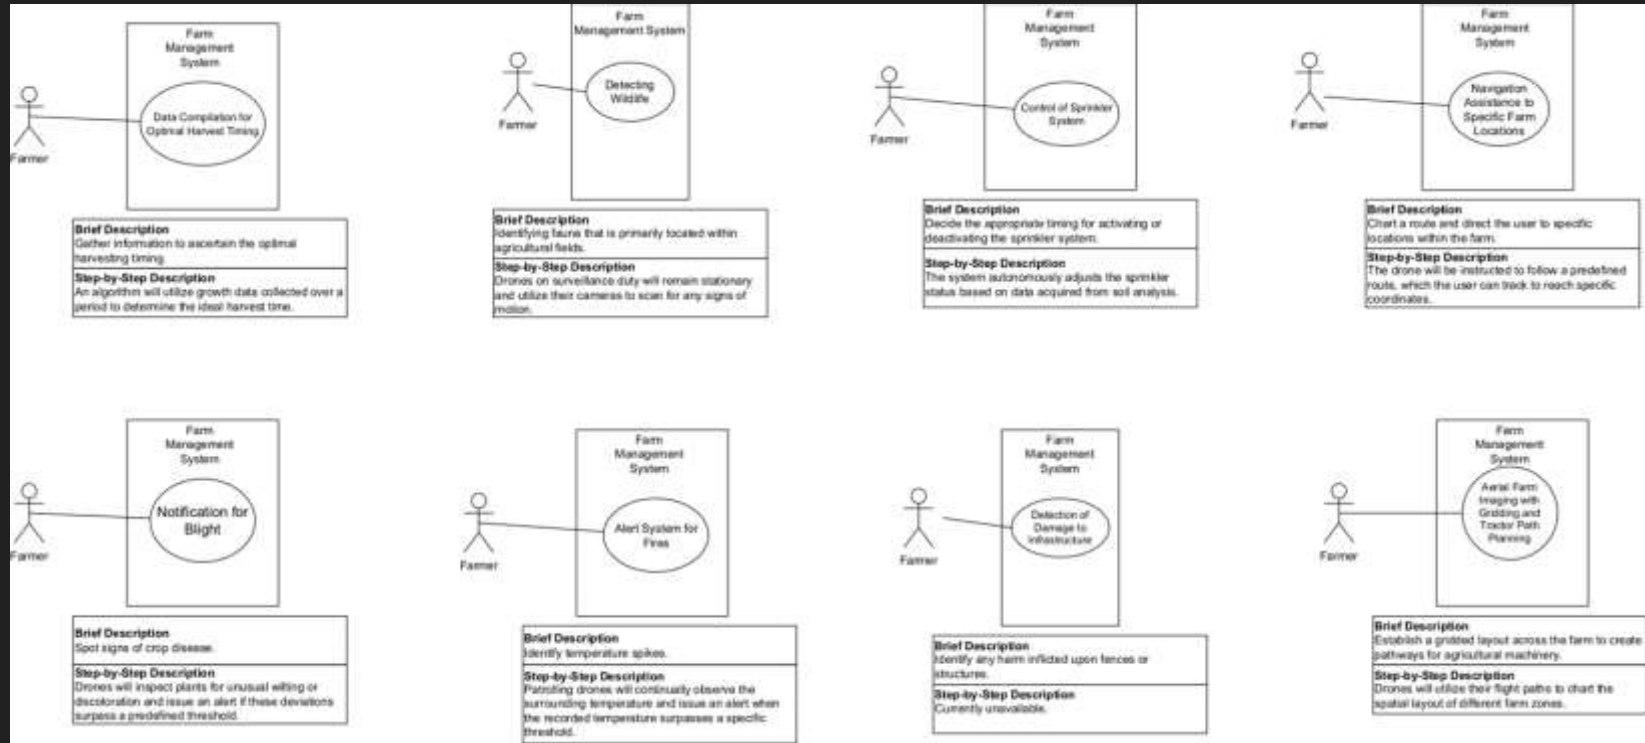 Farm
Management
System
Data Compilation for
Optimal Harvest Timing
Farmer
Brief Description
Gather information to ascertain the optimal
harvesting timing.
Step-by-Step Description
An algorithm will utilize growth data collected over a
period to determine the ideal harvest time.
Farm
Management System
Detecting
Wildlife
Farmer
Brief Description
Identifying fauna that is primarily located within
agricultural fields.
Step-by-Step Description
Drones on surveillance duty will remain stationary
and utilize their cameras to scan for any signs of
motion.
Farm
Management
System
Control of Sprinkler
System
Farmer
Brief Description
Decide the appropriate timing for activating or
deactivating the sprinkler system.
Step-by-Step Description
The system autonomously adjusts the sprinkler
status based on data acquired from soil analysis.
Farm
Management
System
Navigation
Assistance to
Specific Farm
Locations
Farmer
Brief Description
Chart a route and direct the user to specific
locations within the farm.
Step-by-Step Description
The drone will be instructed to follow a predefined
route, which the user can track to reach specific
coordinates.
Farm
Management
System
Notification for
Blight
Farmer
Brief Description
Spot signs of crop disease.
Step-by-Step Description
Drones will inspect plants for unusual wilting or
discoloration and issue an alert if these deviations
surpass a predefined threshold.
Farm
Management
System
Alert System for
Fires
Farmer
Brief Description
Identify temperature spikes.
Step-by-Step Description
Patrolling drones will continually observe the
surrounding temperature and issue an alert when
the recorded temperature surpasses a specific
threshold.
Farm
Management
System
Detection of
Damage to
Infrastructure
Farmer
Brief Description
Identify any harm inflicted upon fences or
structures.
Step-by-Step Description
Currently unavailable.
Farm
Management
System
Aerial Farm
Imaging with
Gridding and
Tractor Path
Planning
Farmer
Brief Description
Establish a gridded layout across the farm to create
pathways for agricultural machinery.
Step-by-Step Description
Drones will utilize their flight paths to chart the
spatial layout of different farm zones.